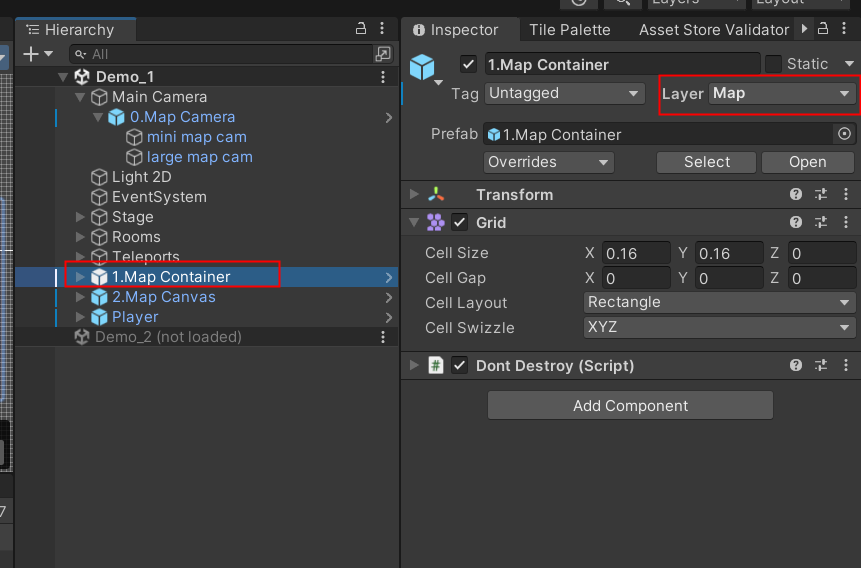 Layers
Layout
Hierarchy
All
Demo_1
Main Camera
0.Map Camera
mini map cam
large map cam
Light 2D
EventSystem
Stage
Rooms
Teleports
1.Map Container
2.Map Canvas
Player
Demo_2 (not loaded)
7
Inspector
Tile Palette
Asset Store Validator
1.Map Container
Static
Tag
Untagged
Layer
Map
Prefab
1.Map Container
Overrides
Select
Open
Transform
Grid
Cell Size X 0.16 Y 0.16 Z 0
Cell Gap X 0 Y 0 Z 0
Cell Layout Rectangle
Cell Swizzle XYZ
# Dont Destroy (Script)
Add Component